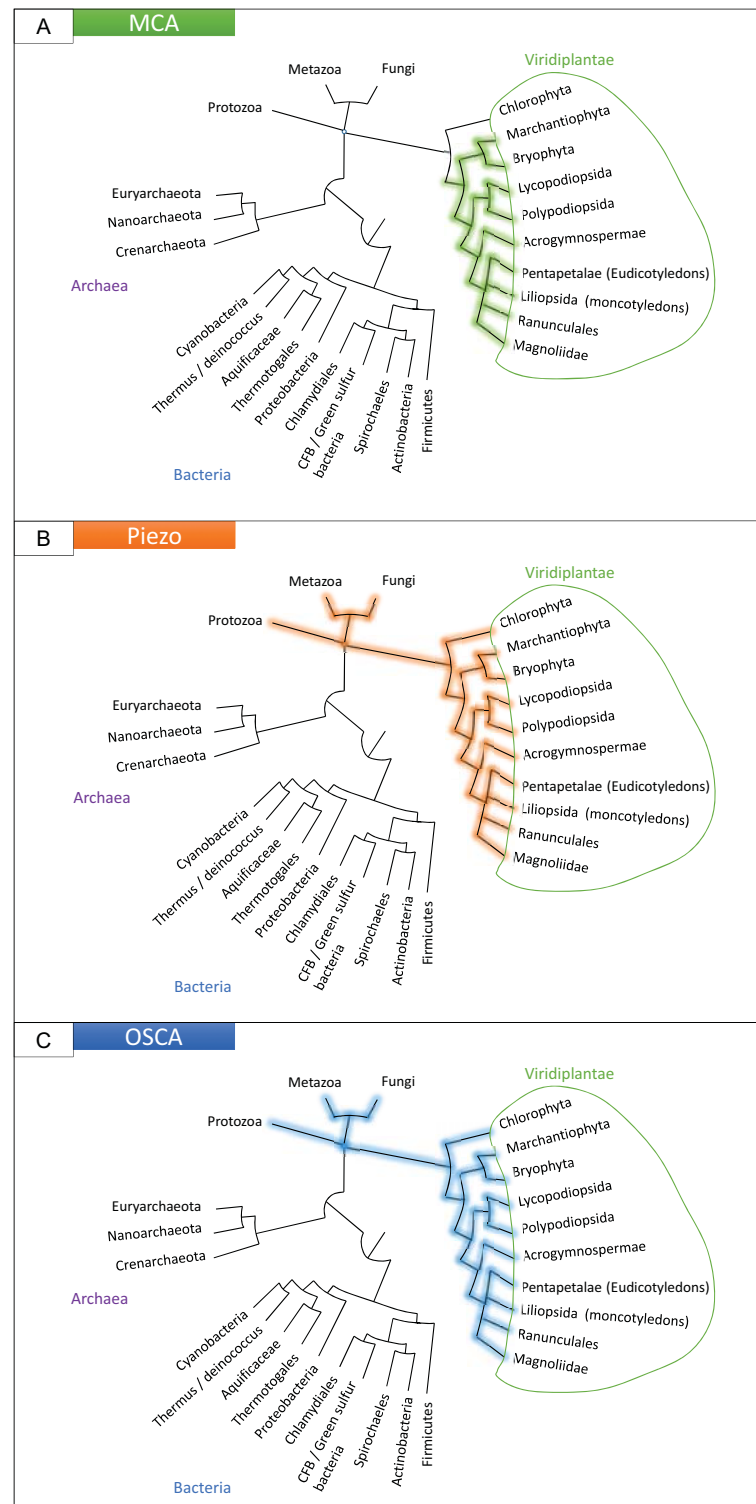 A
MCA
Viridiplantae
Metazoa
Fungi
Protozoa
Chlorophyta
Marchantiophyta
Bryophyta
Lycopodiopsida
Polypodiopsida
Acrogymnospermae
Pentapetalae (Eudicotyledons)
Liliopsida (moncotyledons)
Ranunculales
Magnoliidae
Euryarchaeota
Nanoarchaeota
Crenarchaeota
Archaea
Cyanobacteria
Thermus / deinococcus
Aquificaceae
Thermotogales
Proteobacteria
Chlamydiales
CFB / Green sulfur
bacteria
Spirochaeles
Actinobacteria
Firmicutes
Bacteria
B
Piezo
Viridiplantae
Metazoa
Fungi
Protozoa
Chlorophyta
Marchantiophyta
Bryophyta
Lycopodiopsida
Polypodiopsida
Acrogymnospermae
Pentapetalae (Eudicotyledons)
Liliopsida (moncotyledons)
Ranunculales
Magnoliidae
Euryarchaeota
Nanoarchaeota
Crenarchaeota
Archaea
Cyanobacteria
Thermus / deinococcus
Aquificaceae
Thermotogales
Proteobacteria
Chlamydiales
CFB / Green sulfur
bacteria
Spirochaeles
Actinobacteria
Firmicutes
Bacteria
C
OSCA
Viridiplantae
Metazoa
Fungi
Protozoa
Chlorophyta
Marchantiophyta
Bryophyta
Lycopodiopsida
Polypodiopsida
Acrogymnospermae
Pentapetalae (Eudicotyledons)
Liliopsida (moncotyledons)
Ranunculales
Magnoliidae
Euryarchaeota
Nanoarchaeota
Crenarchaeota
Archaea
Cyanobacteria
Thermus / deinococcus
Aquificaceae
Thermotogales
Proteobacteria
Chlamydiales
CFB / Green sulfur
bacteria
Spirochaeles
Actinobacteria
Firmicutes
Bacteria